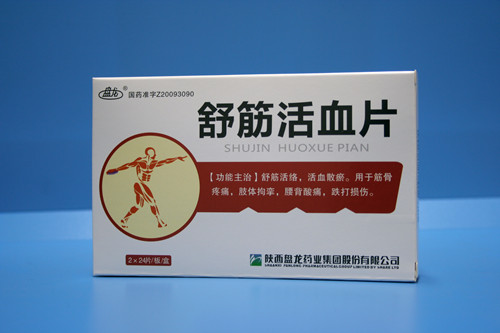 盘龙®
国药准字Z20093090
舒筋活血片
SHUJIN HUOXUE PIAN
【功能主治】舒筋活络，活血散瘀。用于筋骨
疼痛，肢体拘挛，腰背酸痛，跌打损伤。
2×24片/板/盒
陕西盘龙药业集团股份有限公司